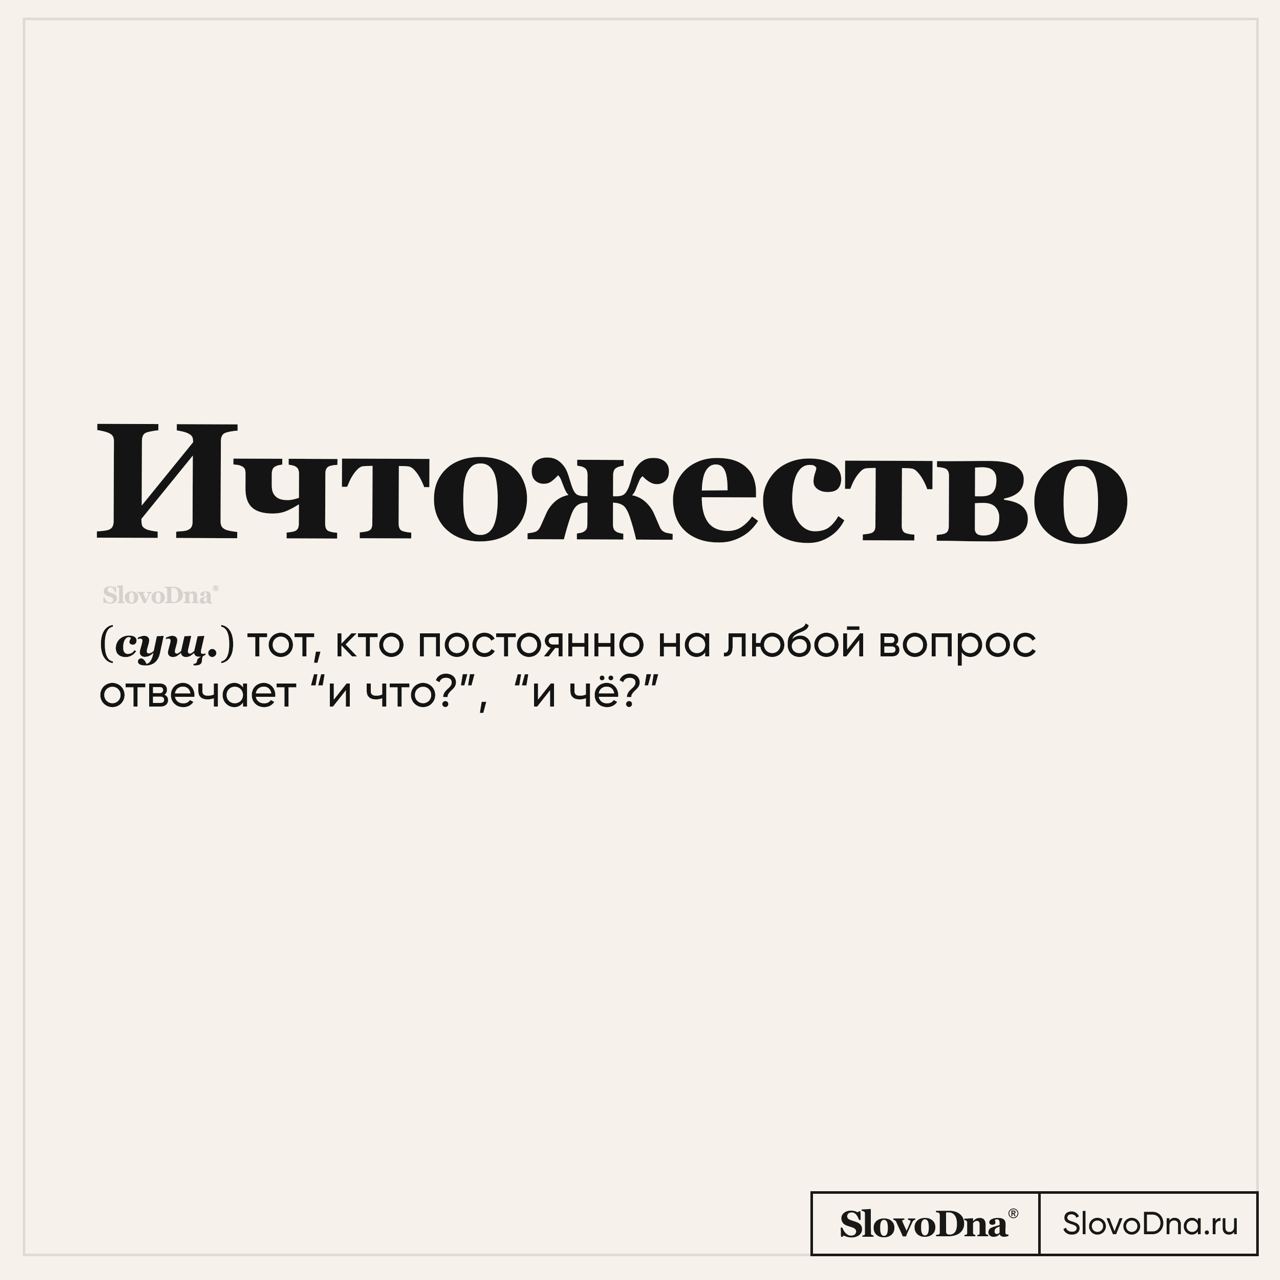 Ичтожество
SlovoDna®
(сущ.) тот, кто постоянно на любой вопрос
отвечает “и что?”,  “и чё?”
SlovoDna® SlovoDna.ru